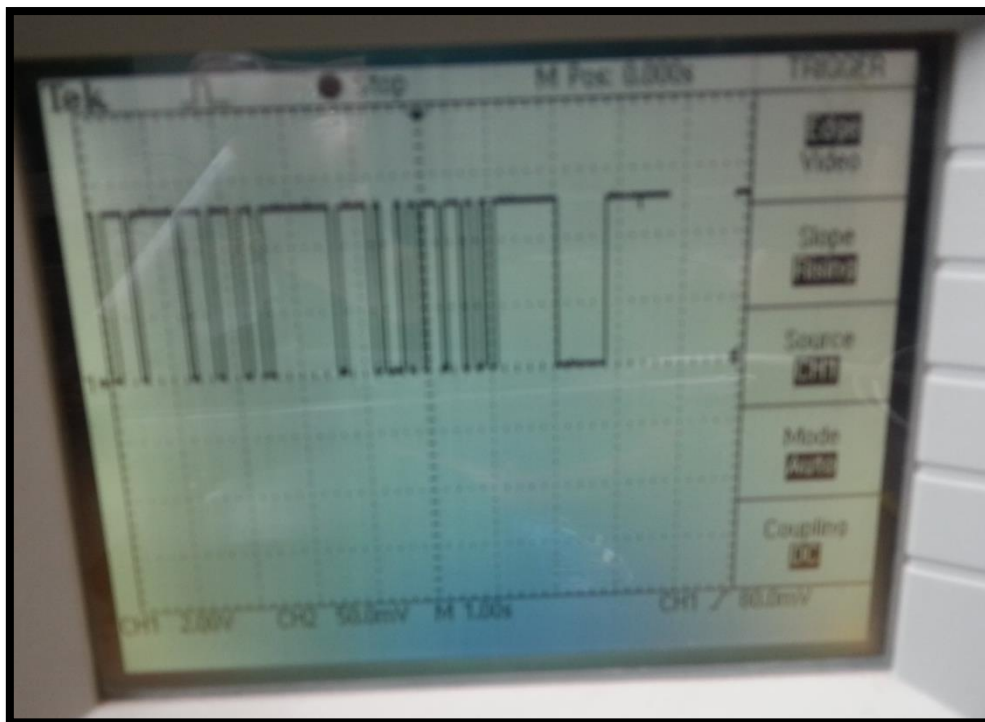 Tek Stop M Pos: 0.000s TRIGGER
Edge
Video
Slope
Rising
Source
CH1
Mode
Auto
Coupling
DC
CH1 2.00V CH2 50.0mV M 1.00s CH1 / 80.0mV